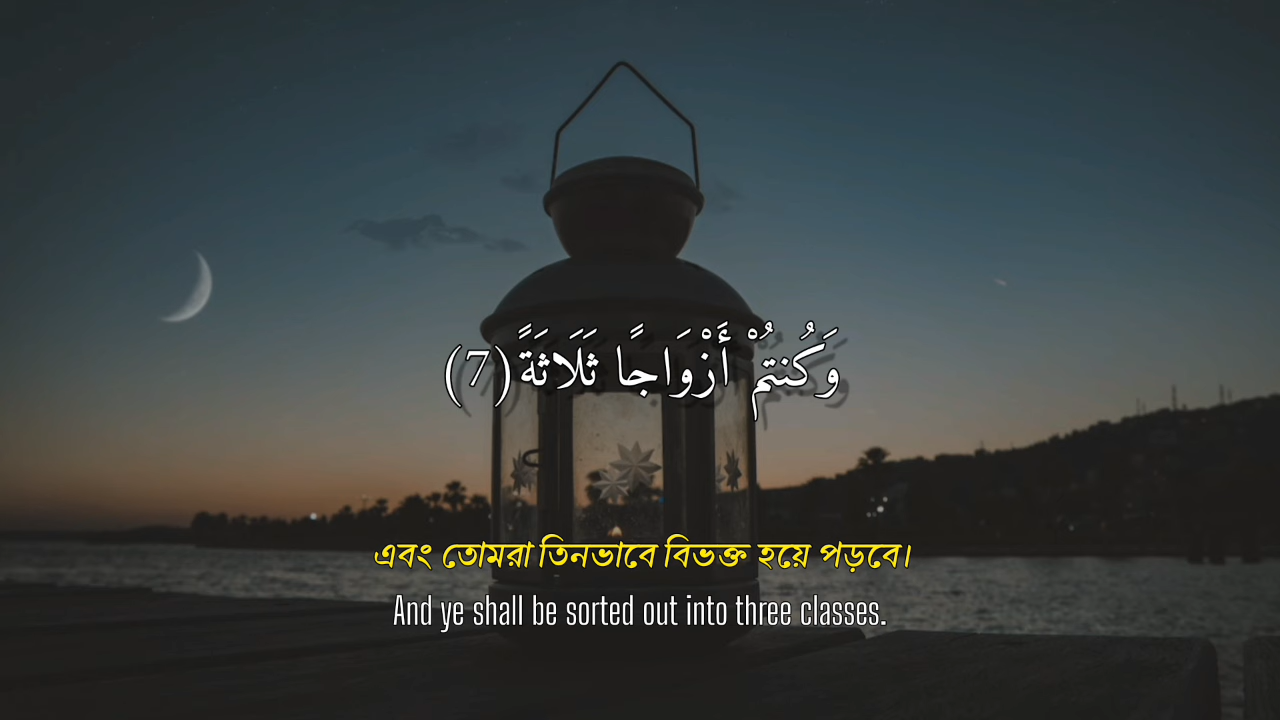 وَكُنتُمْ أَزْوَاجًا ثَلَاثَةً (7)
এবং তোমরা তিনভাবে বিভক্ত হয়ে পড়বে।
And ye shall be sorted out into three classes.